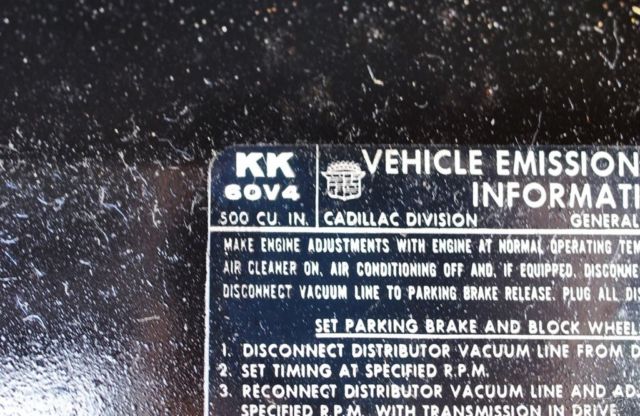 KK
60V4
500 CU. IN.
VEHICLE EMISSION
INFORMATI
CADILLAC DIVISION GENERAL
MAKE ENGINE ADJUSTMENTS WITH ENGINE AT NORMAL OPERATING TEM
AIR CLEANER ON, AIR CONDITIONING OFF AND, IF EQUIPPED, DISCONNE
DISCONNECT VACUUM LINE TO PARKING BRAKE RELEASE. PLUG ALL DIS
SET PARKING BRAKE AND BLOCK WHEEL
1. DISCONNECT DISTRIBUTOR VACUUM LINE FROM D
2. SET TIMING AT SPECIFIED R.P.M.
3. RECONNECT DISTRIBUTOR VACUUM LINE AND AD
SPECIFIED R.P.M. WITH TRANSMISSION IN DRIVE